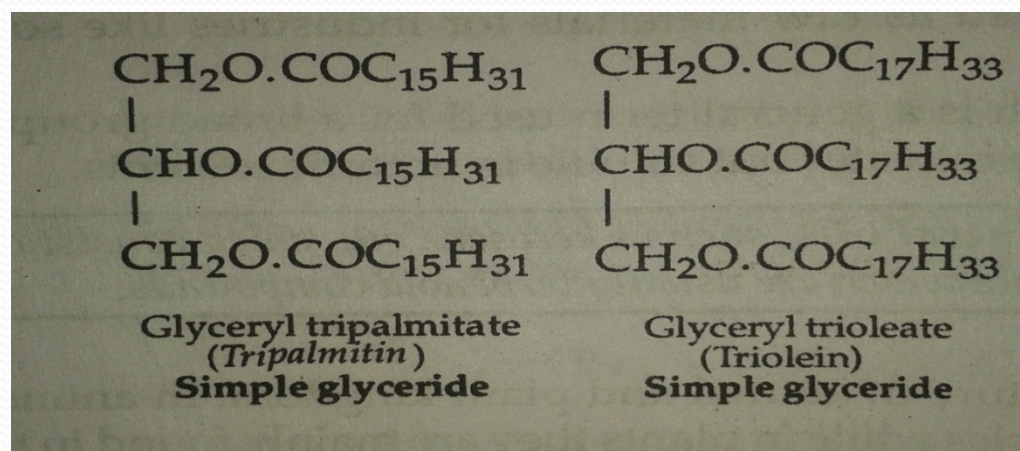 CH₂O.COC₁₅H₃₁ CH₂O.COC₁₇H₃₃
| |
CHO.COC₁₅H₃₁ CHO.COC₁₇H₃₃
| |
CH₂O.COC₁₅H₃₁ CH₂O.COC₁₇H₃₃
Glyceryl tripalmitate Glyceryl trioleate
(Tripalmitin) (Triolein)
Simple glyceride Simple glyceride